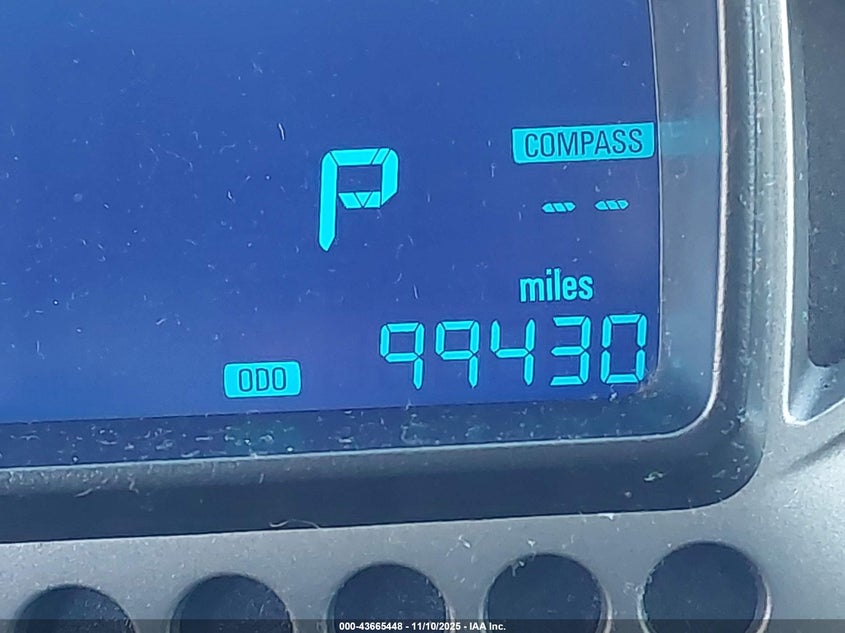 COMPASS
P
-- --
miles
ODO 99430
000-43665448 - 11/10/2025 - IAA Inc.